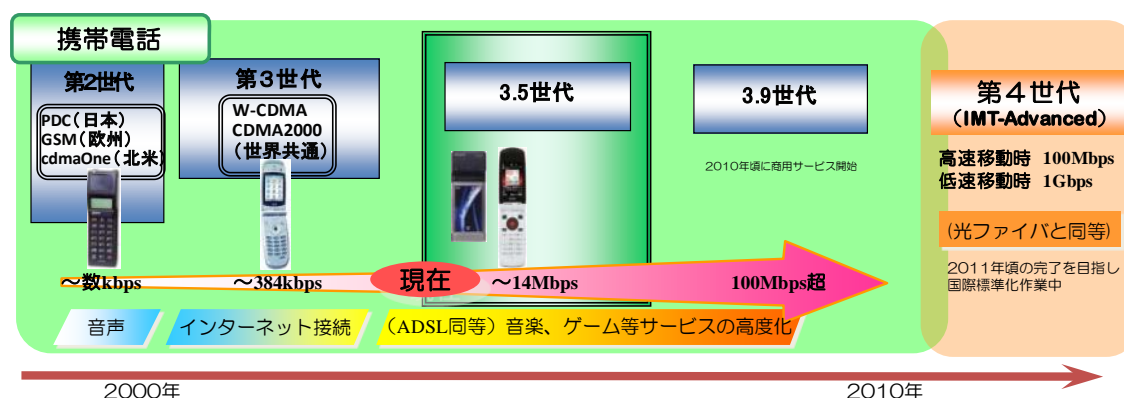 携帯電話
第2世代
PDC(日本)
GSM(欧州)
cdmaOne(北米)
第3世代
W-CDMA
CDMA2000
(世界共通)
3.5世代
3.9世代
2010年頃に商用サービス開始
第4世代
(IMT-Advanced)
高速移動時 100Mbps
低速移動時 1Gbps
(光ファイバと同等)
2011年頃の完了を目指し
国際標準化作業中
～数kbps
～384kbps
現在
～14Mbps
100Mbps超
音声
インターネット接続
(ADSL同等)音楽、ゲーム等サービスの高度化
2000年
2010年